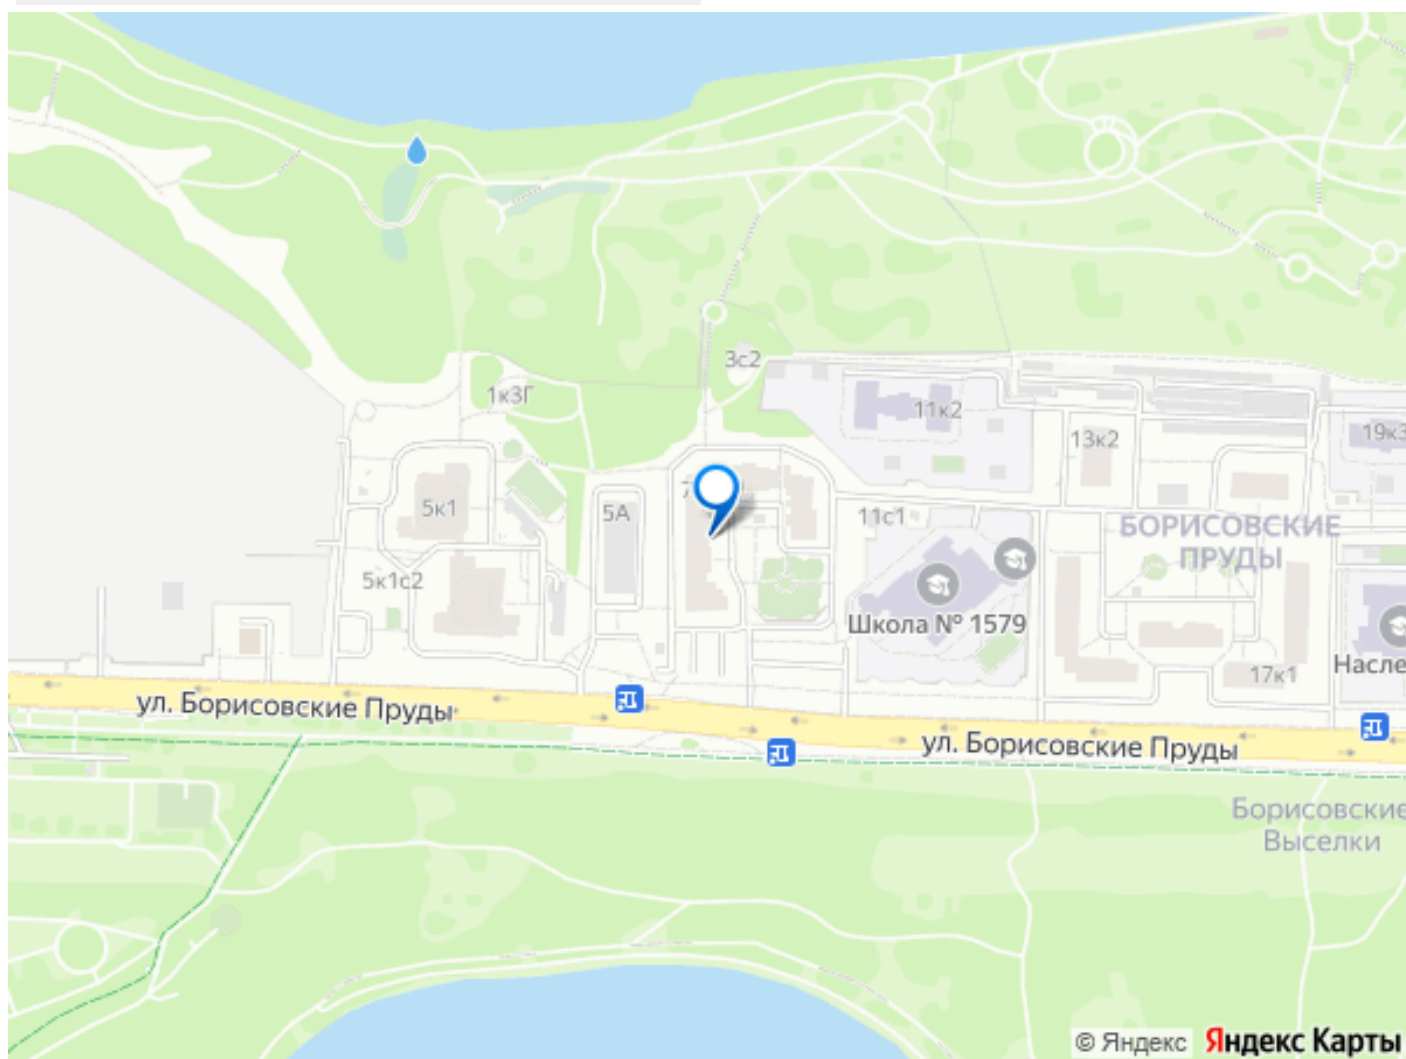 3с2
1к3Г
11к2
13к2
19к3
5к1
5А
11с1
БОРИСОВСКИЕ
ПРУДЫ
5к1с2
Школа № 1579
Насле
17к1
ул. Борисовские Пруды
ул. Борисовские Пруды
Борисовские
Выселки
© Яндекс Яндекс Карты